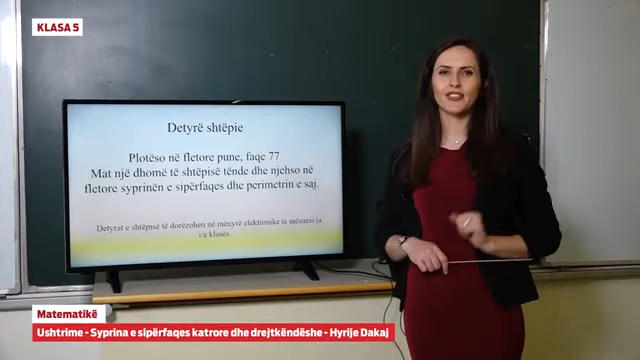 KLASA 5
Detyrë shtëpie
Plotëso në fletore pune, faqe 77
Mat një dhomë të shtëpisë tënde dhe njehso në
fletore syprinën e sipërfaqes dhe perimetrin e saj.
Detyrat e shtëpisë të dorëzohen në mënyrë elektronike te mësuesi ja
i/e klasës.
Matematikë
Ushtrime - Syprina e sipërfaqes katrore dhe drejtkëndëshe - Hyrije Dakaj